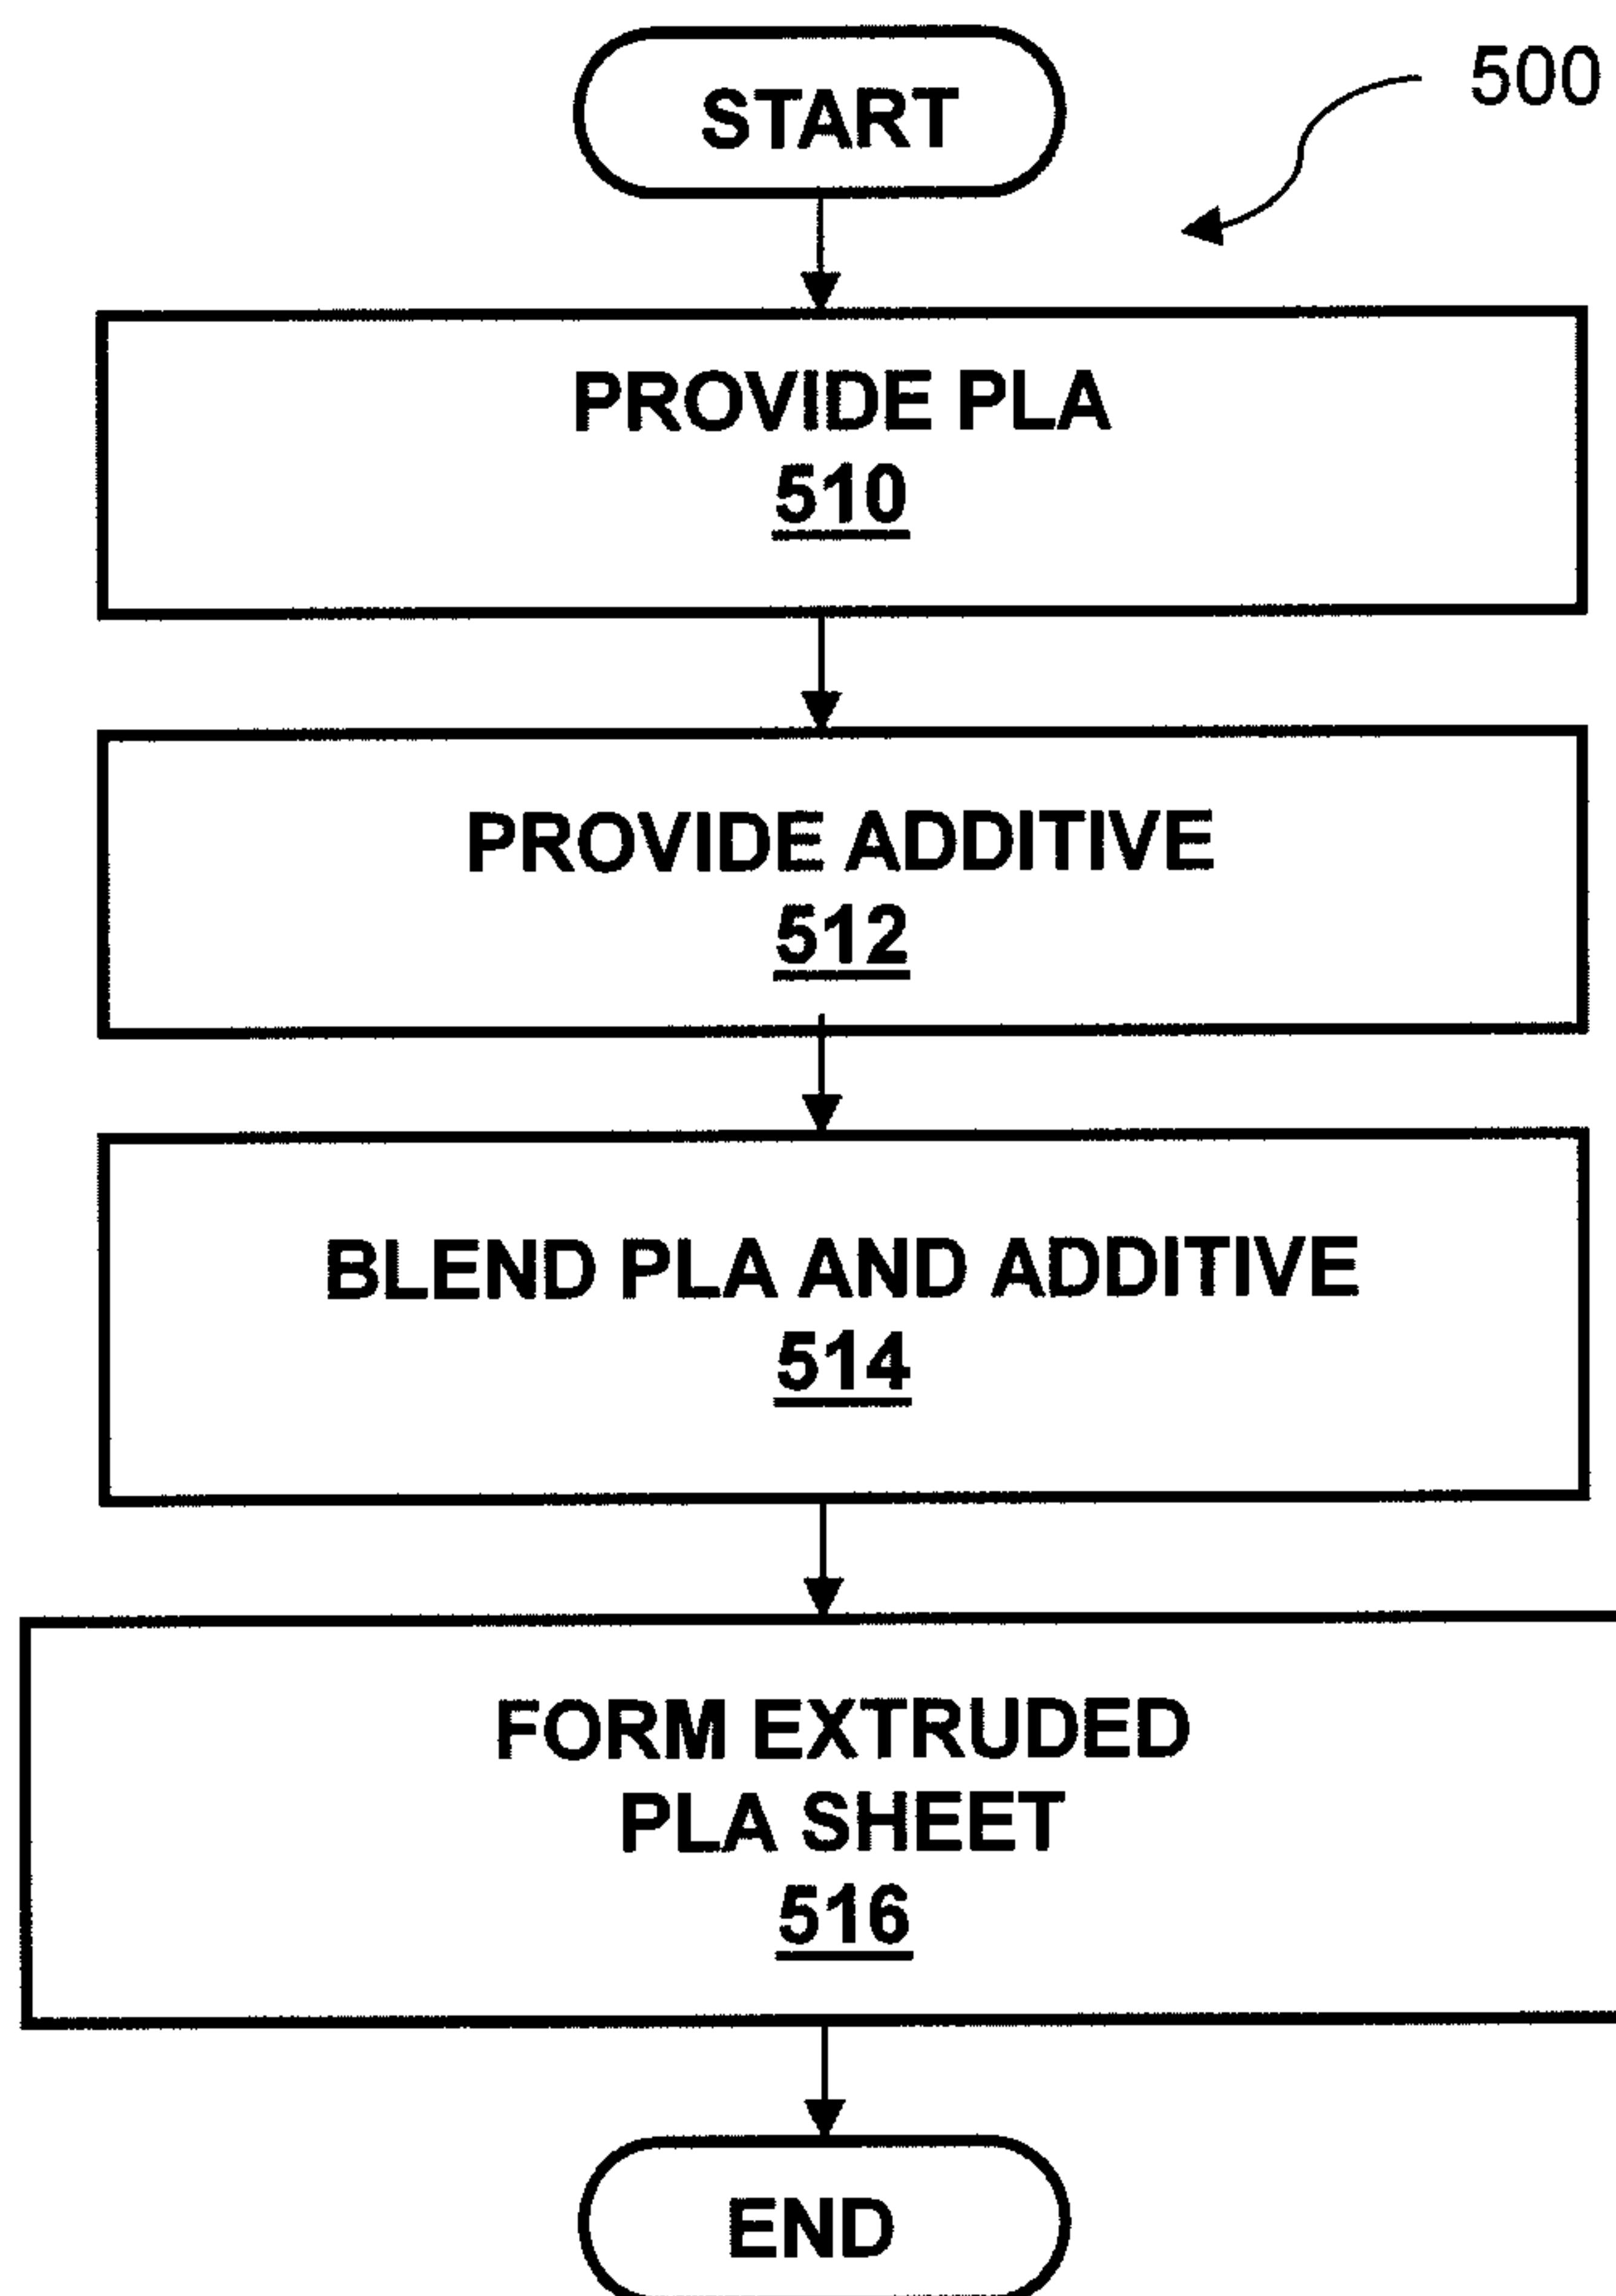 START
500
PROVIDE PLA
510
PROVIDE ADDITIVE
512
BLEND PLA AND ADDITIVE
514
FORM EXTRUDED
PLA SHEET
516
END